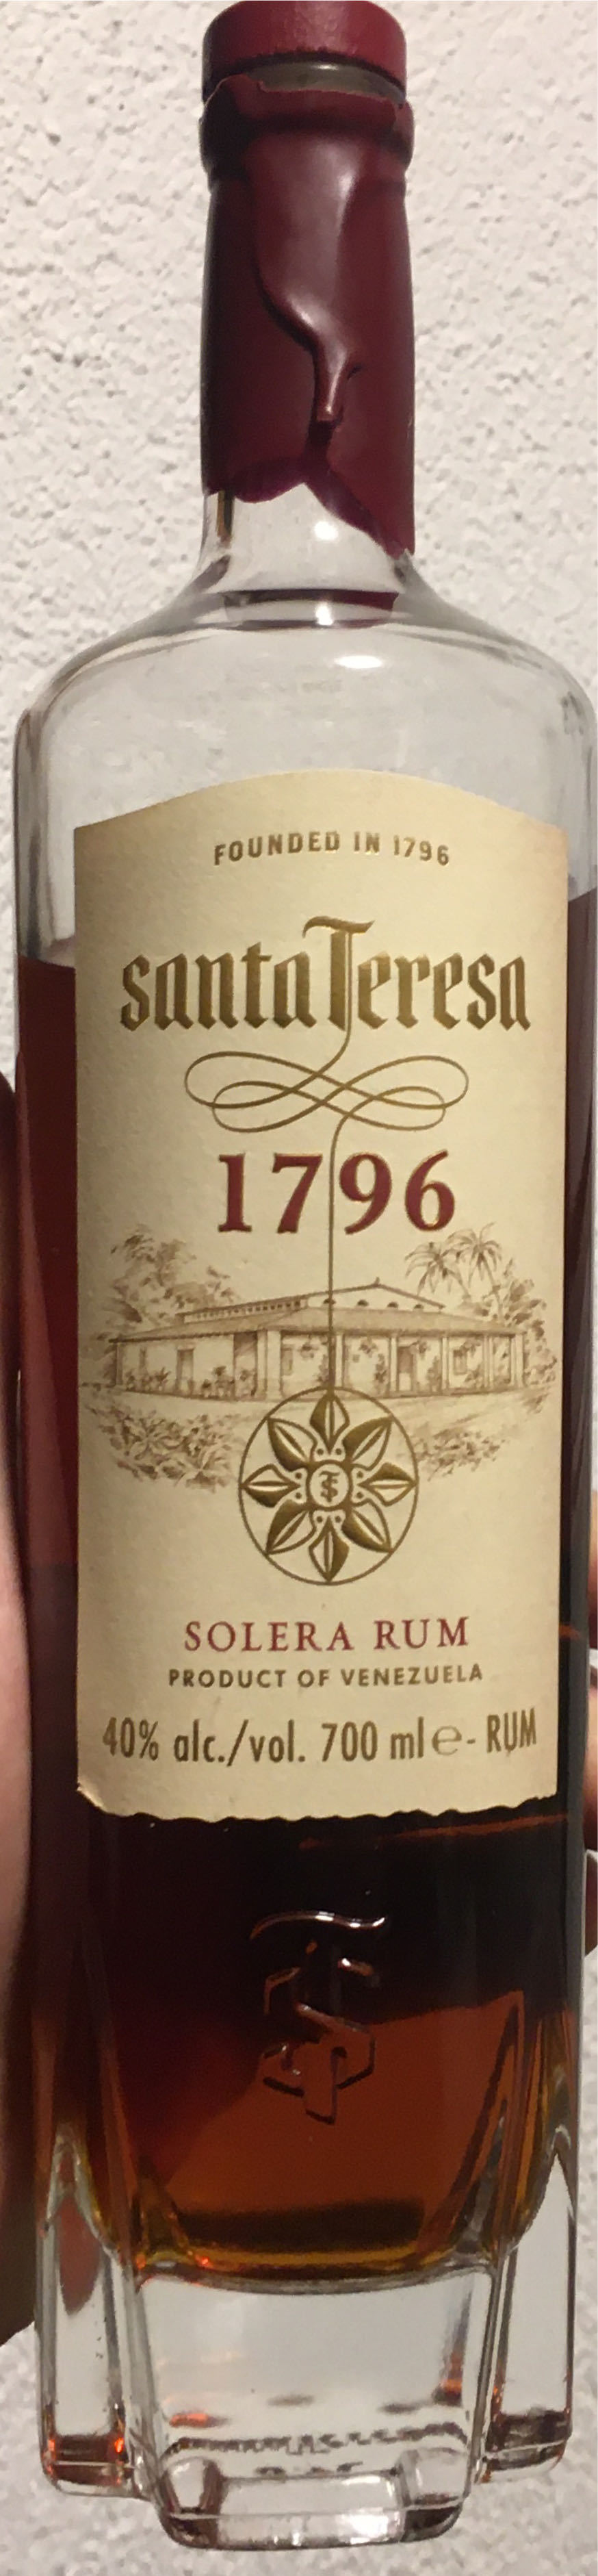 FOUNDED IN 1796
santa Teresa
1796
SOLERA RUM
PRODUCT OF VENEZUELA
40% alc./vol. 700 ml e - RUM